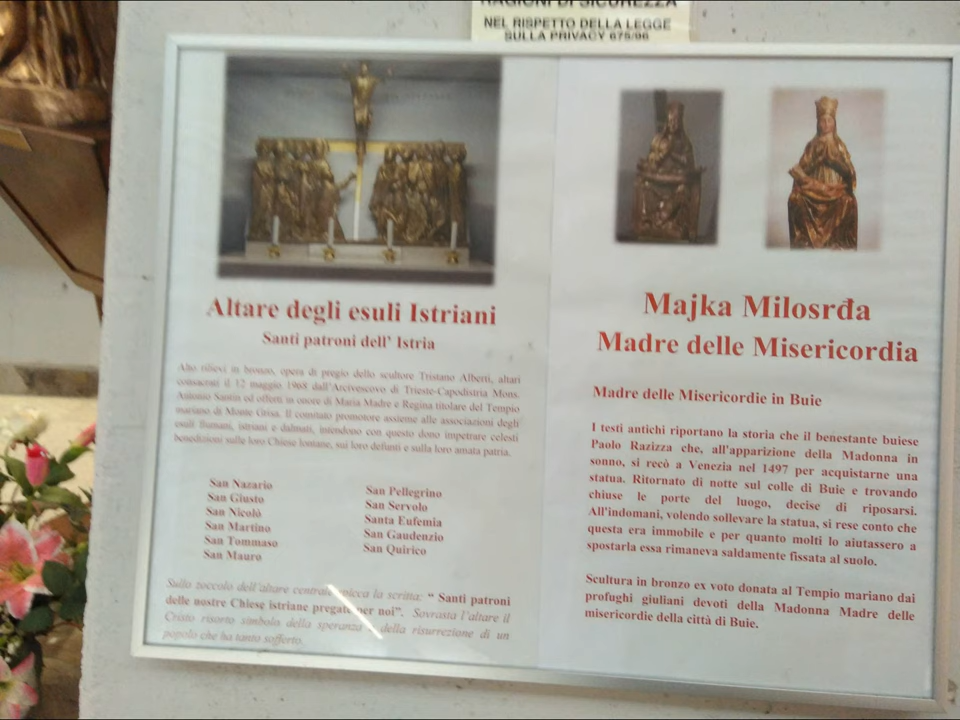 RAGIONI DI SICUREZZA
NEL RISPETTO DELLA LEGGE
SULLA PRIVACY 675/96
Altare degli esuli Istriani
Santi patroni dell' Istria
Alto rilievi in bronzo, opera di pregio dello scultore Tristano Alberti, altari
consacrati il 12 maggio 1968 dall'Arcivescovo di Trieste-Capodistria Mons.
Antonio Santin ed offerti in onore di Maria Madre e Regina titolare del Tempio
mariano di Monte Grisa. Il comitato promotore assieme alle associazioni degli
esuli fiumani, istriani e dalmati, intendono con questo dono impetrare celesti
benedizioni sulle loro Chiese lontane, sui loro defunti e sulla loro amata patria.
San Nazario
San Giusto
San Nicolò
San Martino
San Tommaso
San Mauro
San Pellegrino
San Servolo
Santa Eufemia
San Gaudenzio
San Quirico
Sullo zoccolo dell'altare centrale spicca la scritta: “ Santi patroni
delle nostre Chiese istriane pregate per noi”. Sovrasta l'altare il
Cristo risorto simbolo della speranza e della risurrezione di un
popolo che ha tanto sofferto.
Majka Milosrđa
Madre delle Misericordia
Madre delle Misericordie in Buie
I testi antichi riportano la storia che il benestante buiese
Paolo Razizza che, all'apparizione della Madonna in
sonno, si recò a Venezia nel 1497 per acquistarne una
statua. Ritornato di notte sul colle di Buie e trovando
chiuse le porte del luogo, decise di riposarsi.
All'indomani, volendo sollevare la statua, si rese conto che
questa era immobile e per quanto molti lo aiutassero a
spostarla essa rimaneva saldamente fissata al suolo.
Scultura in bronzo ex voto donata al Tempio mariano dai
profughi giuliani devoti della Madonna Madre delle
misericordie della città di Buie.